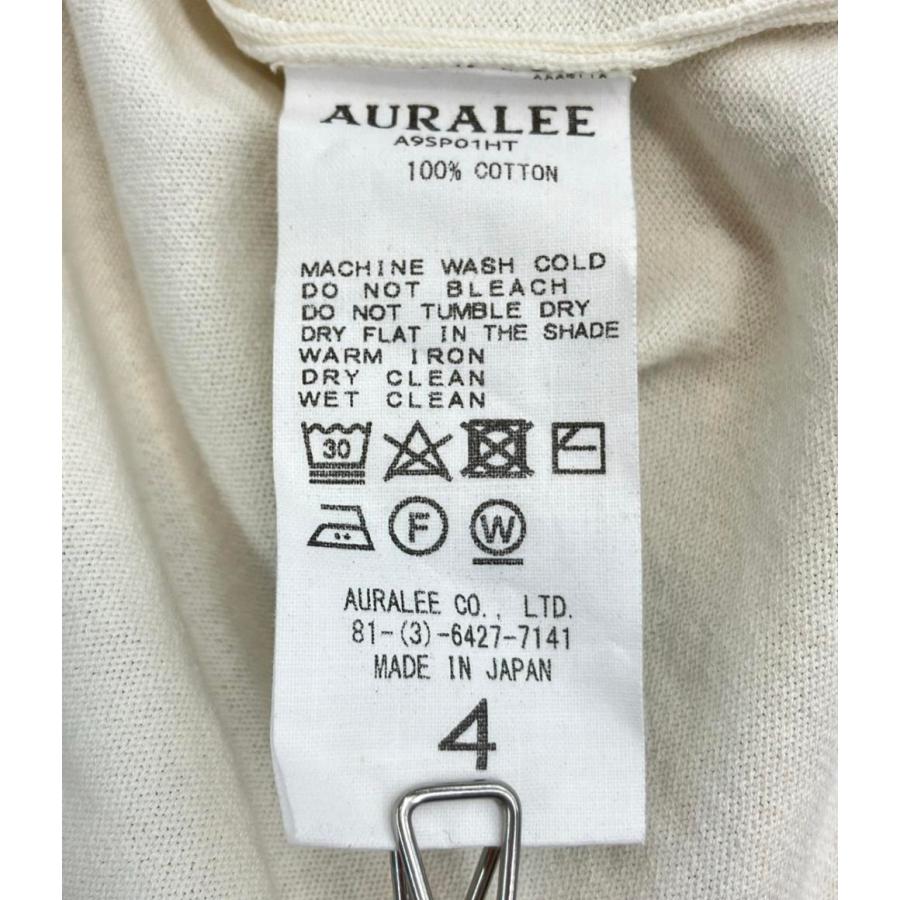 AURALEE
A9SP01HT
100% COTTON
MACHINE WASH COLD
DO NOT BLEACH
DO NOT TUMBLE DRY
DRY FLAT IN THE SHADE
WARM IRON
DRY CLEAN
WET CLEAN
30
F
W
AURALEE CO., LTD.
81-(3)-6427-7141
MADE IN JAPAN
4